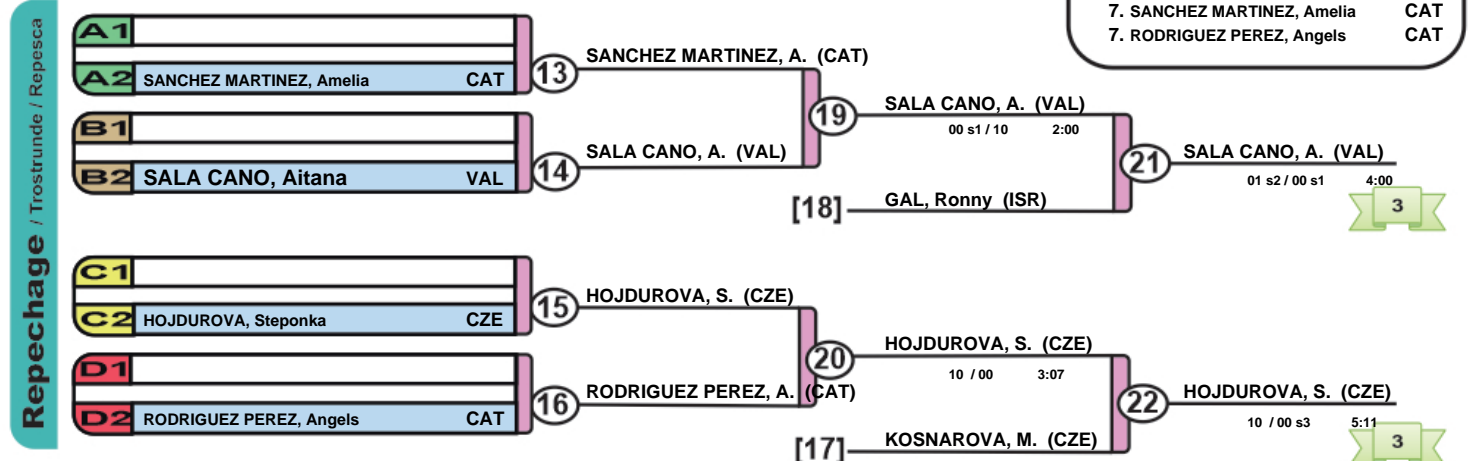 7. SANCHEZ MARTINEZ, Amelia CAT
7. RODRIGUEZ PEREZ, Angels CAT
Repechage / Trostrunde / Repesca
A1
A2 SANCHEZ MARTINEZ, Amelia CAT
13
SANCHEZ MARTINEZ, A. (CAT)
B1
B2 SALA CANO, Aitana VAL
14
SALA CANO, A. (VAL)
19
SALA CANO, A. (VAL)
00 s1 / 10 2:00
[18] GAL, Ronny (ISR)
21
SALA CANO, A. (VAL)
01 s2 / 00 s1 4:00
3
C1
C2 HOJDUROVA, Steponka CZE
15
HOJDUROVA, S. (CZE)
D1
D2 RODRIGUEZ PEREZ, Angels CAT
16
RODRIGUEZ PEREZ, A. (CAT)
20
HOJDUROVA, S. (CZE)
10 / 00 3:07
[17] KOSNAROVA, M. (CZE)
22
HOJDUROVA, S. (CZE)
10 / 00 s3 5:11
3